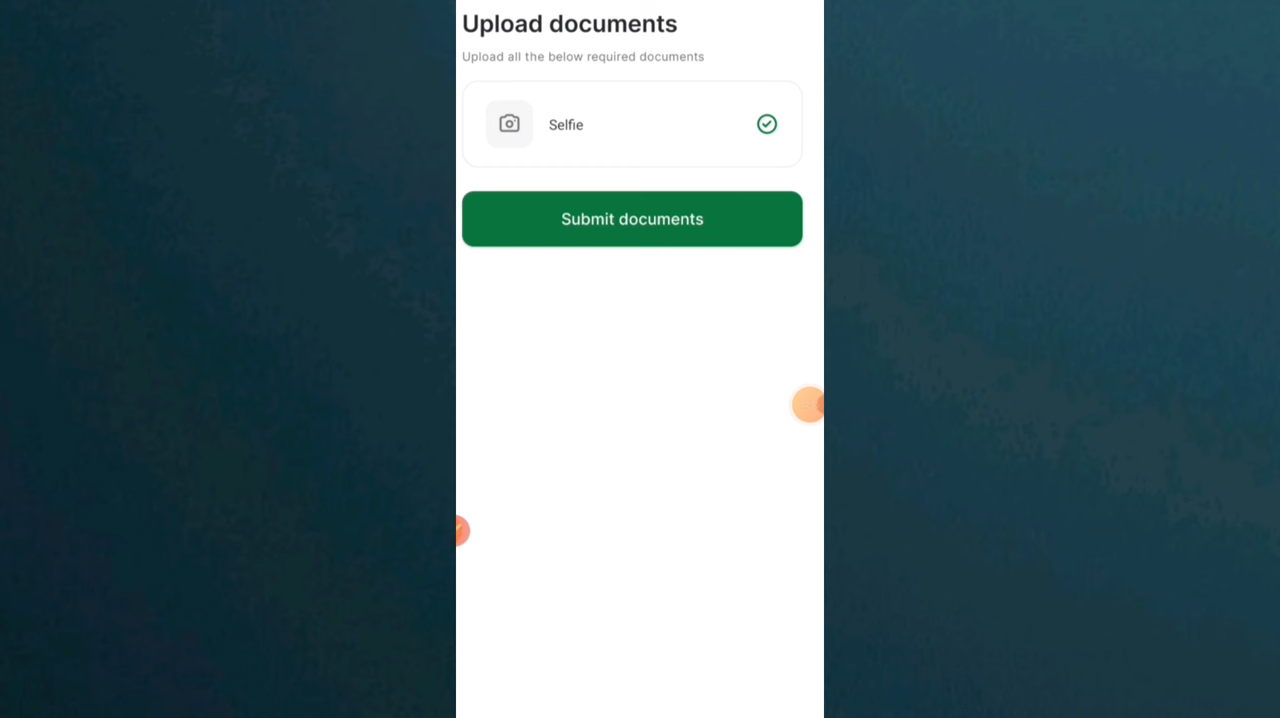 Upload documents
Upload all the below required documents
Selfie
Submit documents